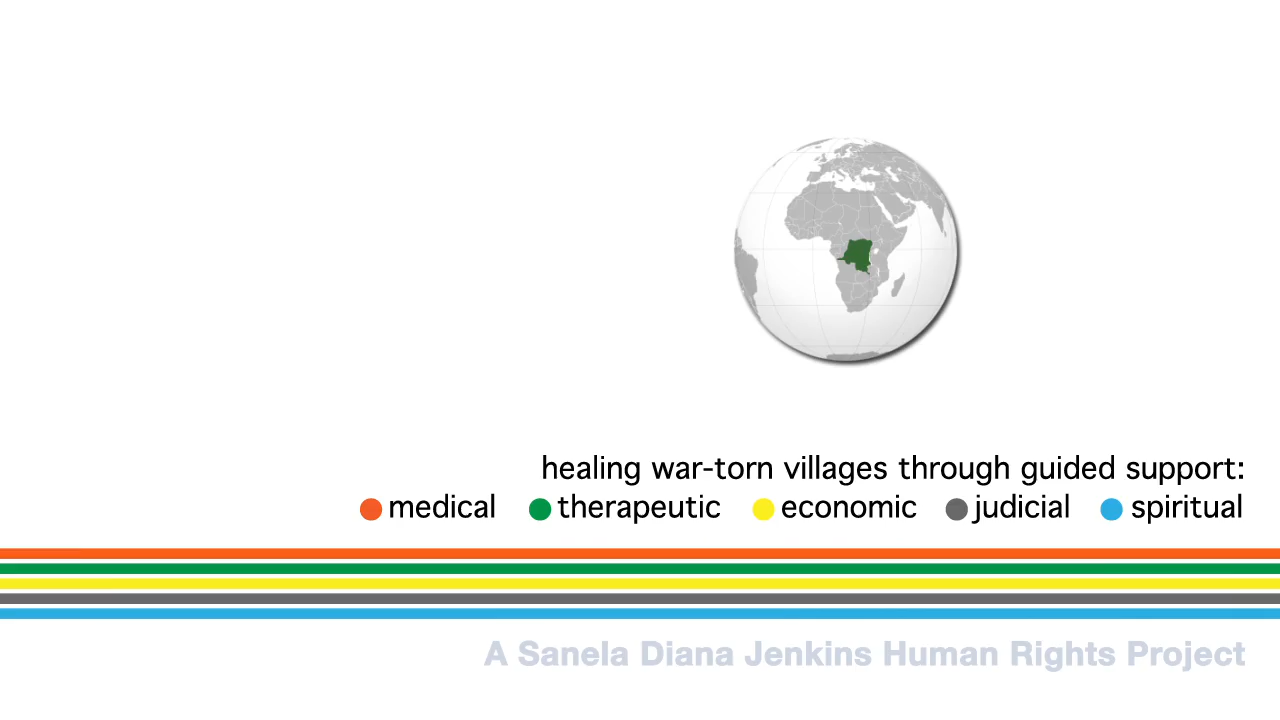 healing war-torn villages through guided support:
medical therapeutic economic judicial spiritual
A Sanela Diana Jenkins Human Rights Project